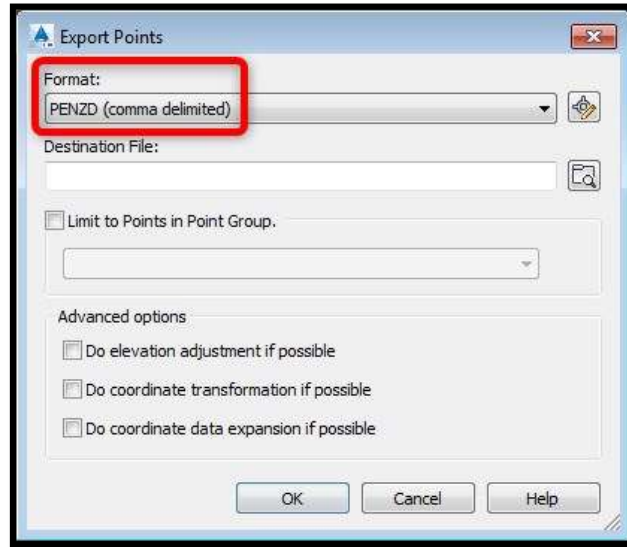 Export Points
Format:
PENZD (comma delimited)
Destination File:
Limit to Points in Point Group.
Advanced options
Do elevation adjustment if possible
Do coordinate transformation if possible
Do coordinate data expansion if possible
OK Cancel Help